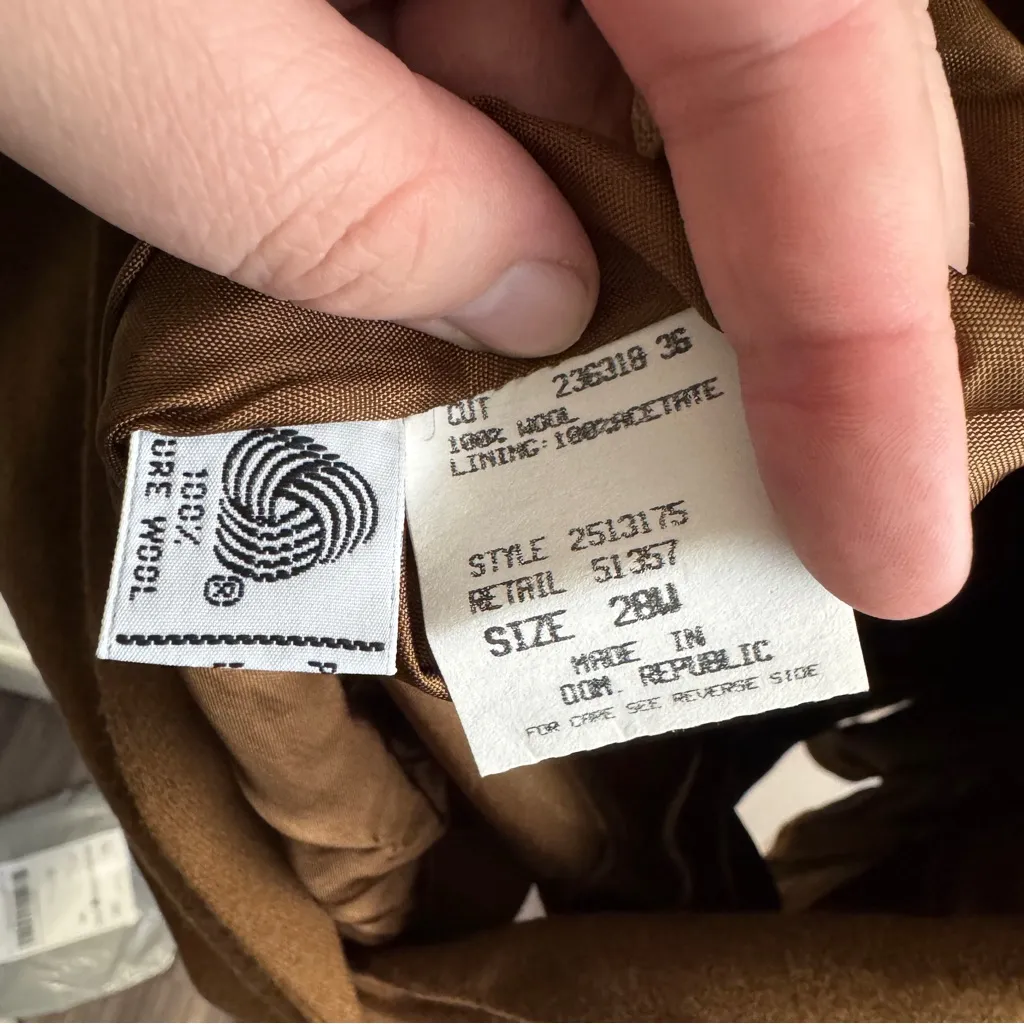 CUT 236318 36
100% WOOL
LINING:100%ACETATE
STYLE 2513175
RETAIL 51357
SIZE 28W
MADE IN
DOM. REPUBLIC
FOR CARE SEE REVERSE SIDE
URE WOOL
100%
®